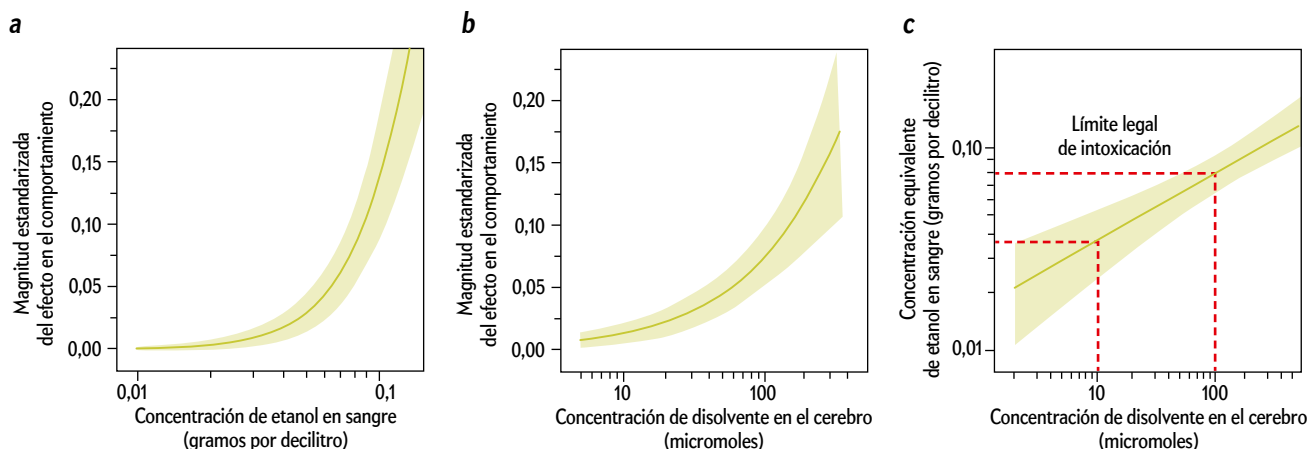 a
Magnitud estandarizada
del efecto en el comportamiento
0,20
0,15
0,10
0,05
0,00
0,01
0,1
Concentración de etanol en sangre
(gramos por decilitro)
b
Magnitud estandarizada
del efecto en el comportamiento
0,20
0,15
0,10
0,05
0,00
10
100
Concentración de disolvente en el cerebro
(micromoles)
c
Concentración equivalente
de etanol en sangre (gramos por decilitro)
0,10
0,01
Límite legal
de intoxicación
10
100
Concentración de disolvente en el cerebro
(micromoles)